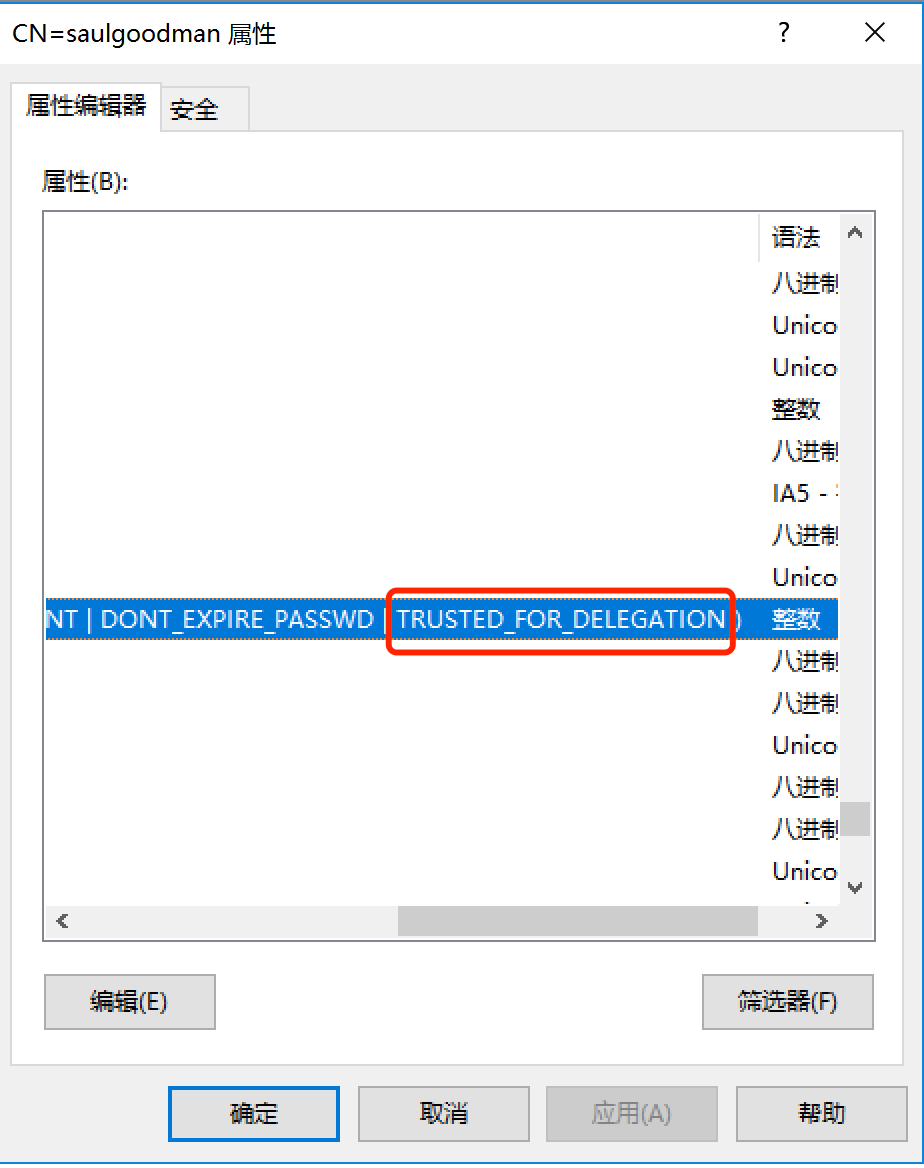 CN=saulgoodman 属性
?
属性编辑器
安全
属性(B):
语法
八进制
Unico
Unico
整数
八进制
IA5 -
八进制
Unico
NT | DONT_EXPIRE_PASSWD | TRUSTED_FOR_DELEGATION ) 整数
八进制
八进制
Unico
八进制
八进制
Unico
编辑(E)
筛选器(F)
确定
取消
应用(A)
帮助